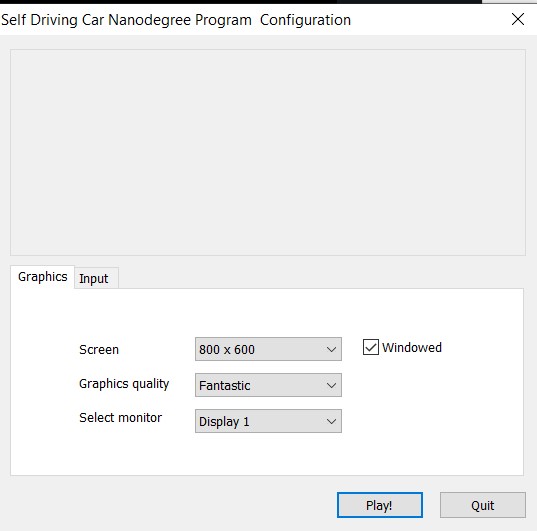 Self Driving Car Nanodegree Program  Configuration
Graphics Input
Screen 800 x 600 Windowed
Graphics quality Fantastic
Select monitor Display 1
Play! Quit